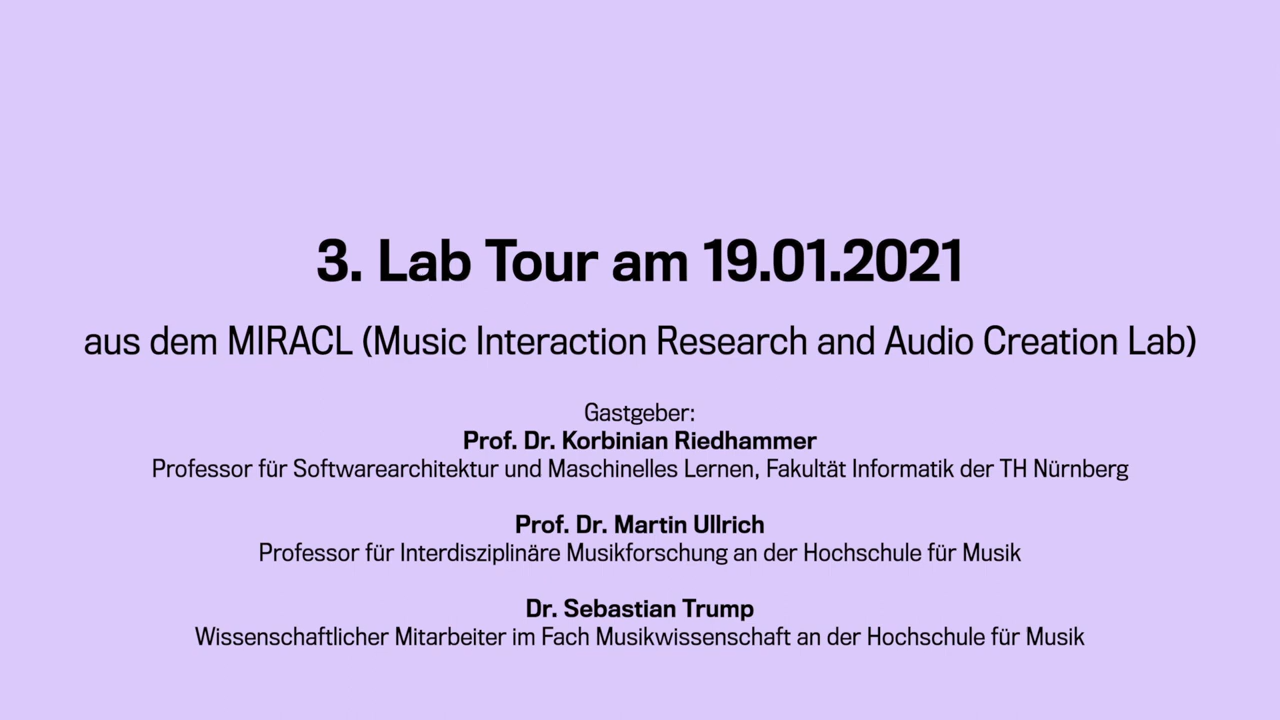 3. Lab Tour am 19.01.2021
aus dem MIRACL (Music Interaction Research and Audio Creation Lab)
Gastgeber:
Prof. Dr. Korbinian Riedhammer
Professor für Softwarearchitektur und Maschinelles Lernen, Fakultät Informatik der TH Nürnberg
Prof. Dr. Martin Ullrich
Professor für Interdisziplinäre Musikforschung an der Hochschule für Musik
Dr. Sebastian Trump
Wissenschaftlicher Mitarbeiter im Fach Musikwissenschaft an der Hochschule für Musik